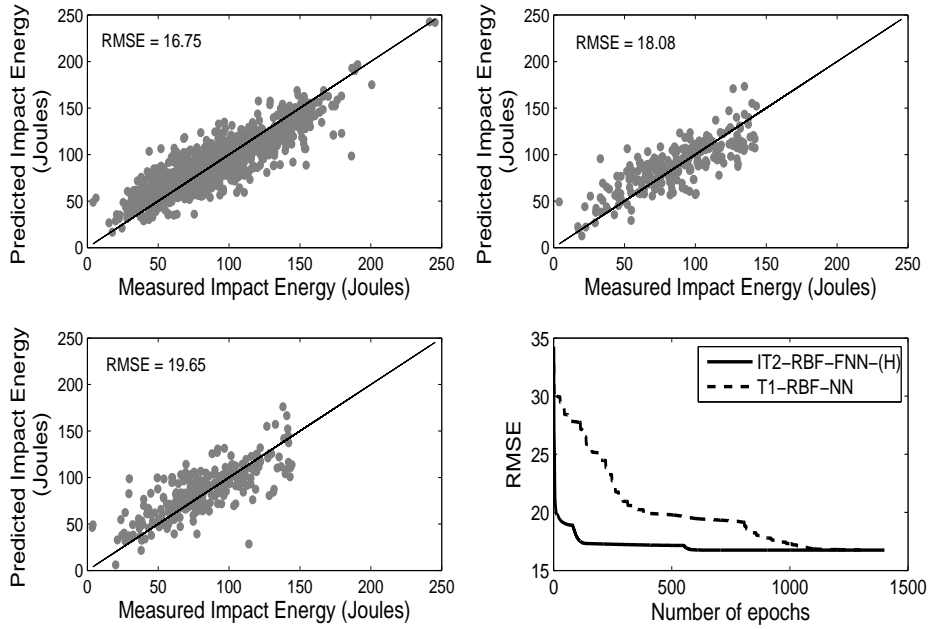 250
200
150
100
50
0
Predicted Impact Energy
(Joules)
RMSE = 16.75
0 50 100 150 200 250
Measured Impact Energy (Joules)
250
200
150
100
50
0
Predicted Impact Energy
(Joules)
RMSE = 18.08
0 50 100 150 200 250
Measured Impact Energy (Joules)
250
200
150
100
50
0
Predicted Impact Energy
(Joules)
RMSE = 19.65
0 50 100 150 200 250
Measured Impact Energy (Joules)
35
30
25
20
15
RMSE
IT2−RBF−FNN−(H)
T1−RBF−NN
0 500 1000 1500
Number of epochs